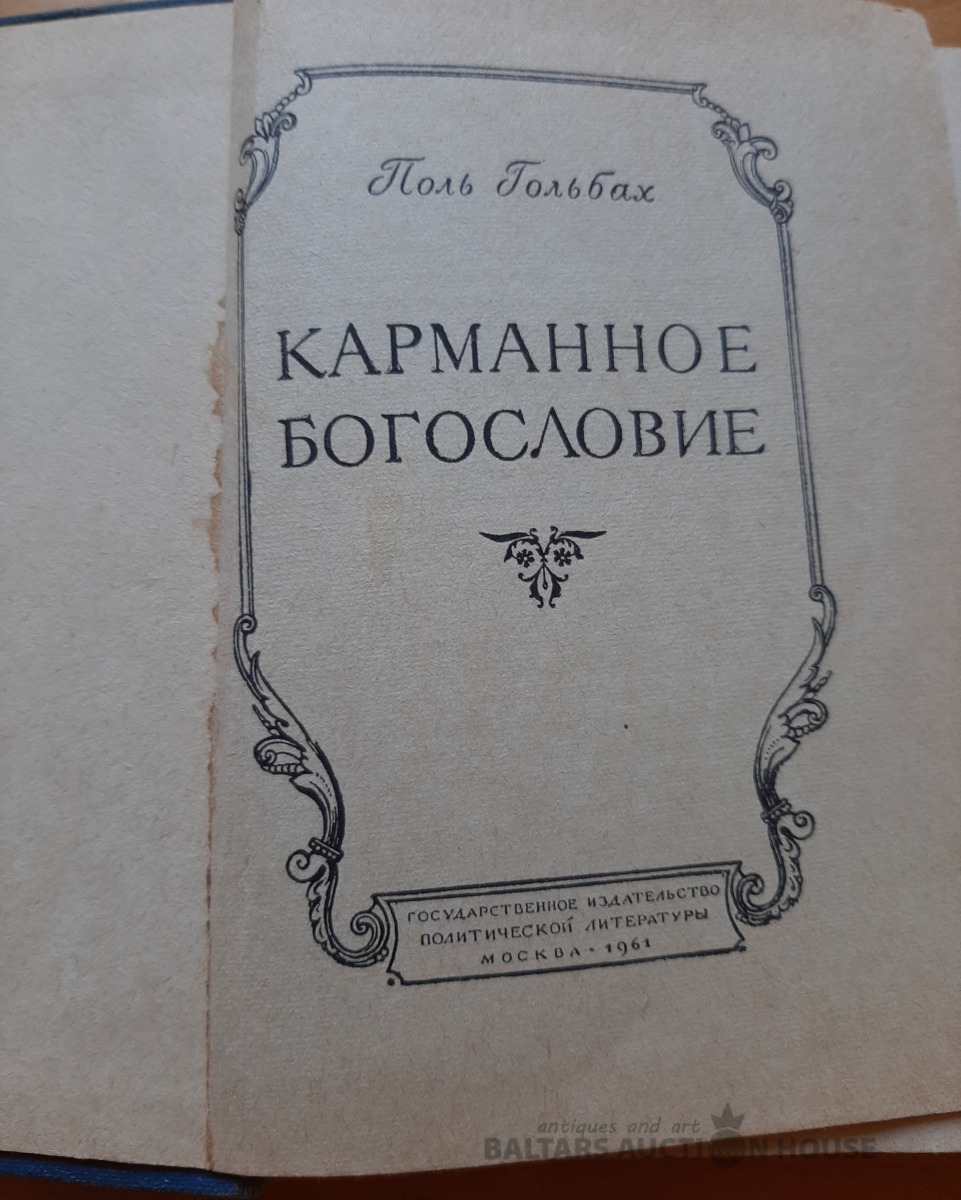 Поль Гольбах
КАРМАННОЕ
БОГОСЛОВИЕ
ГОСУДАРСТВЕННОЕ ИЗДАТЕЛЬСТВО
ПОЛИТИЧЕСКОЙ ЛИТЕРАТУРЫ
МОСКВА • 1961
antiques and art
BALTARS AUCTION HOUSE